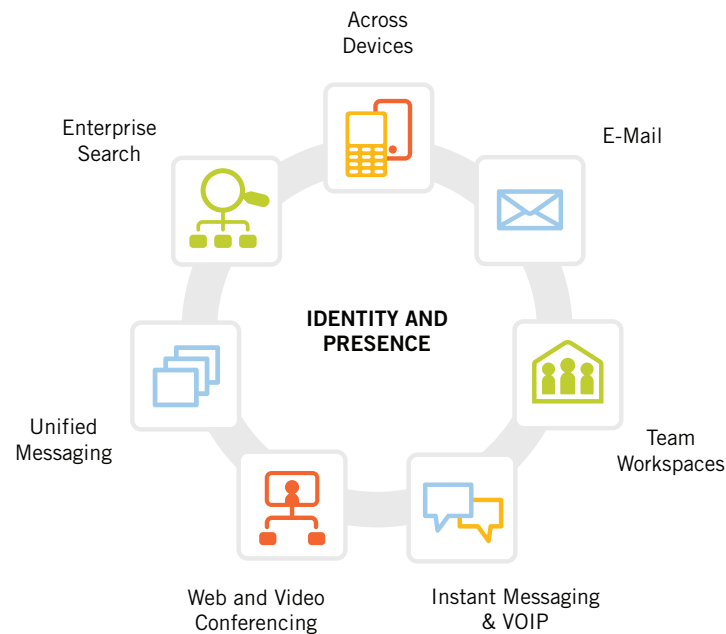 Across
Devices
E-Mail
Enterprise
Search
IDENTITY AND
PRESENCE
Unified
Messaging
Team
Workspaces
Web and Video
Conferencing
Instant Messaging
& VOIP